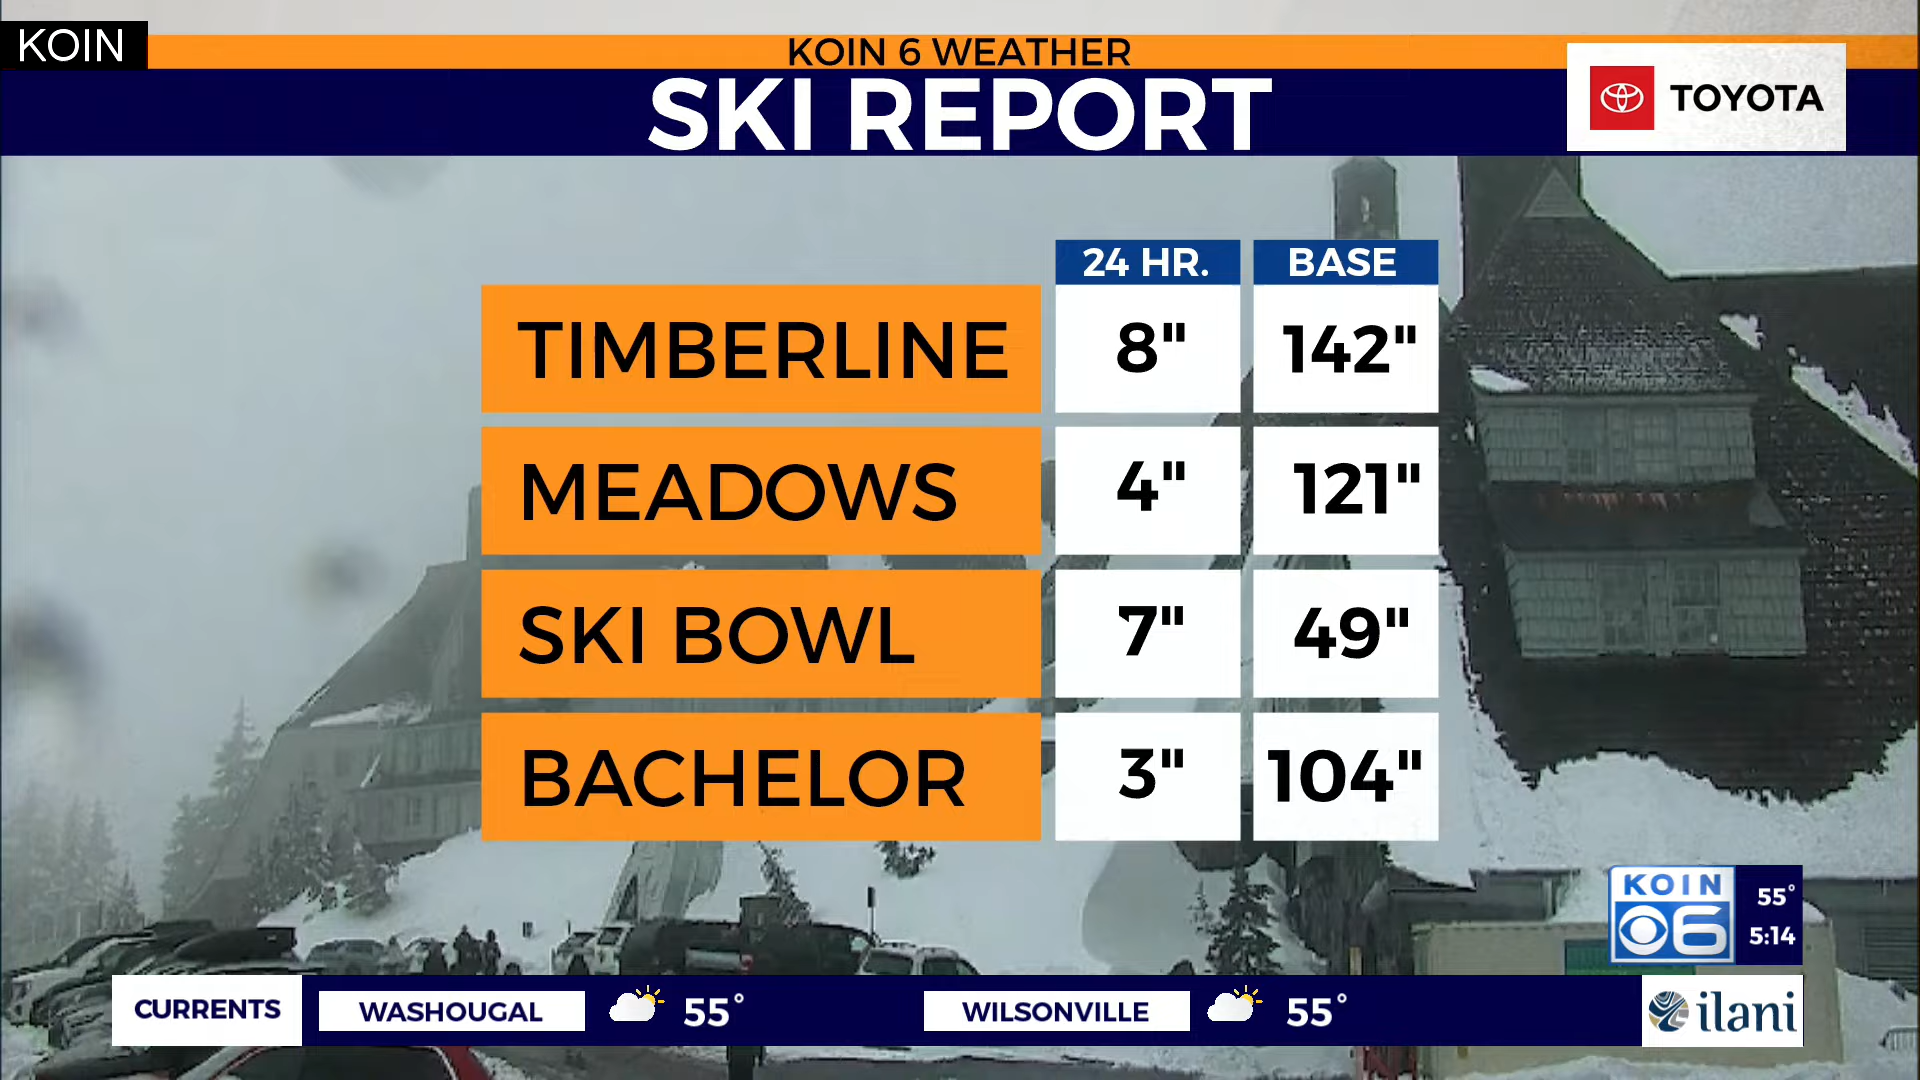 KOIN
KOIN 6 WEATHER
SKI REPORT
TOYOTA
24 HR. BASE
TIMBERLINE 8" 142"
MEADOWS 4" 121"
SKI BOWL 7" 49"
BACHELOR 3" 104"
KOIN
6
55°
5:14
CURRENTS WASHOUGAL 55° WILSONVILLE 55° ilani